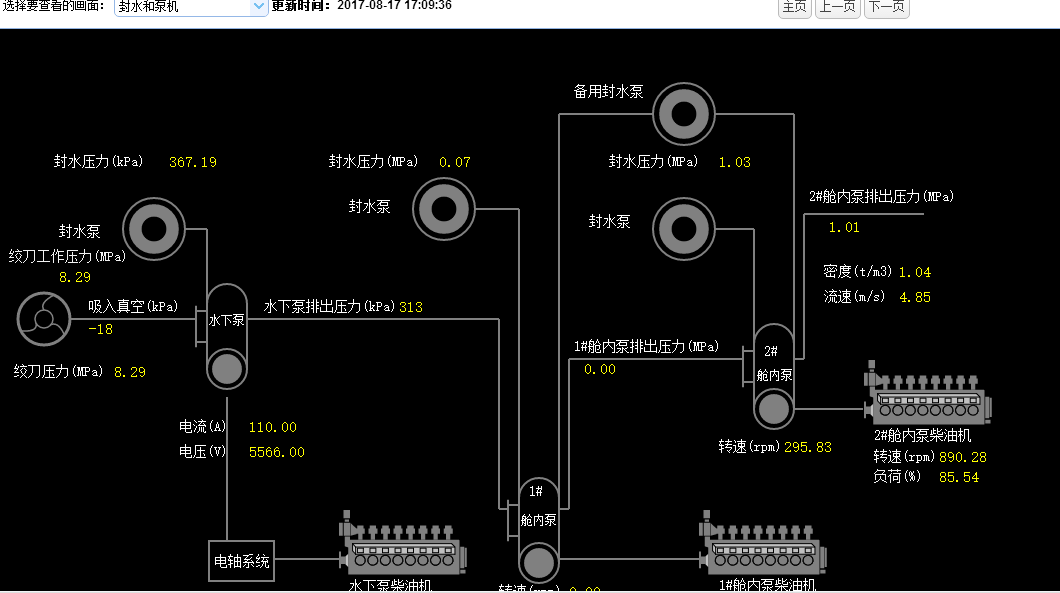 选择要查看的画面： 封水和泵机 更新时间：2017-08-17 17:09:36 主页 上一页 下一页
备用封水泵
封水压力(kPa) 367.19
封水压力(MPa) 0.07
封水压力(MPa) 1.03
2#舱内泵排出压力(MPa)
1.01
封水泵
封水泵
封水泵
绞刀工作压力(MPa)
8.29
密度(t/m3) 1.04
流速(m/s) 4.85
吸入真空(kPa)
-18
水下泵
水下泵排出压力(kPa) 313
1#舱内泵排出压力(MPa)
0.00
2#
舱内泵
绞刀压力(MPa) 8.29
电流(A) 110.00
电压(V) 5566.00
转速(rpm) 295.83
2#舱内泵柴油机
转速(rpm) 890.28
负荷(%) 85.54
1#
舱内泵
电轴系统
水下泵柴油机
转速(rpm) 0.00
1#舱内泵柴油机